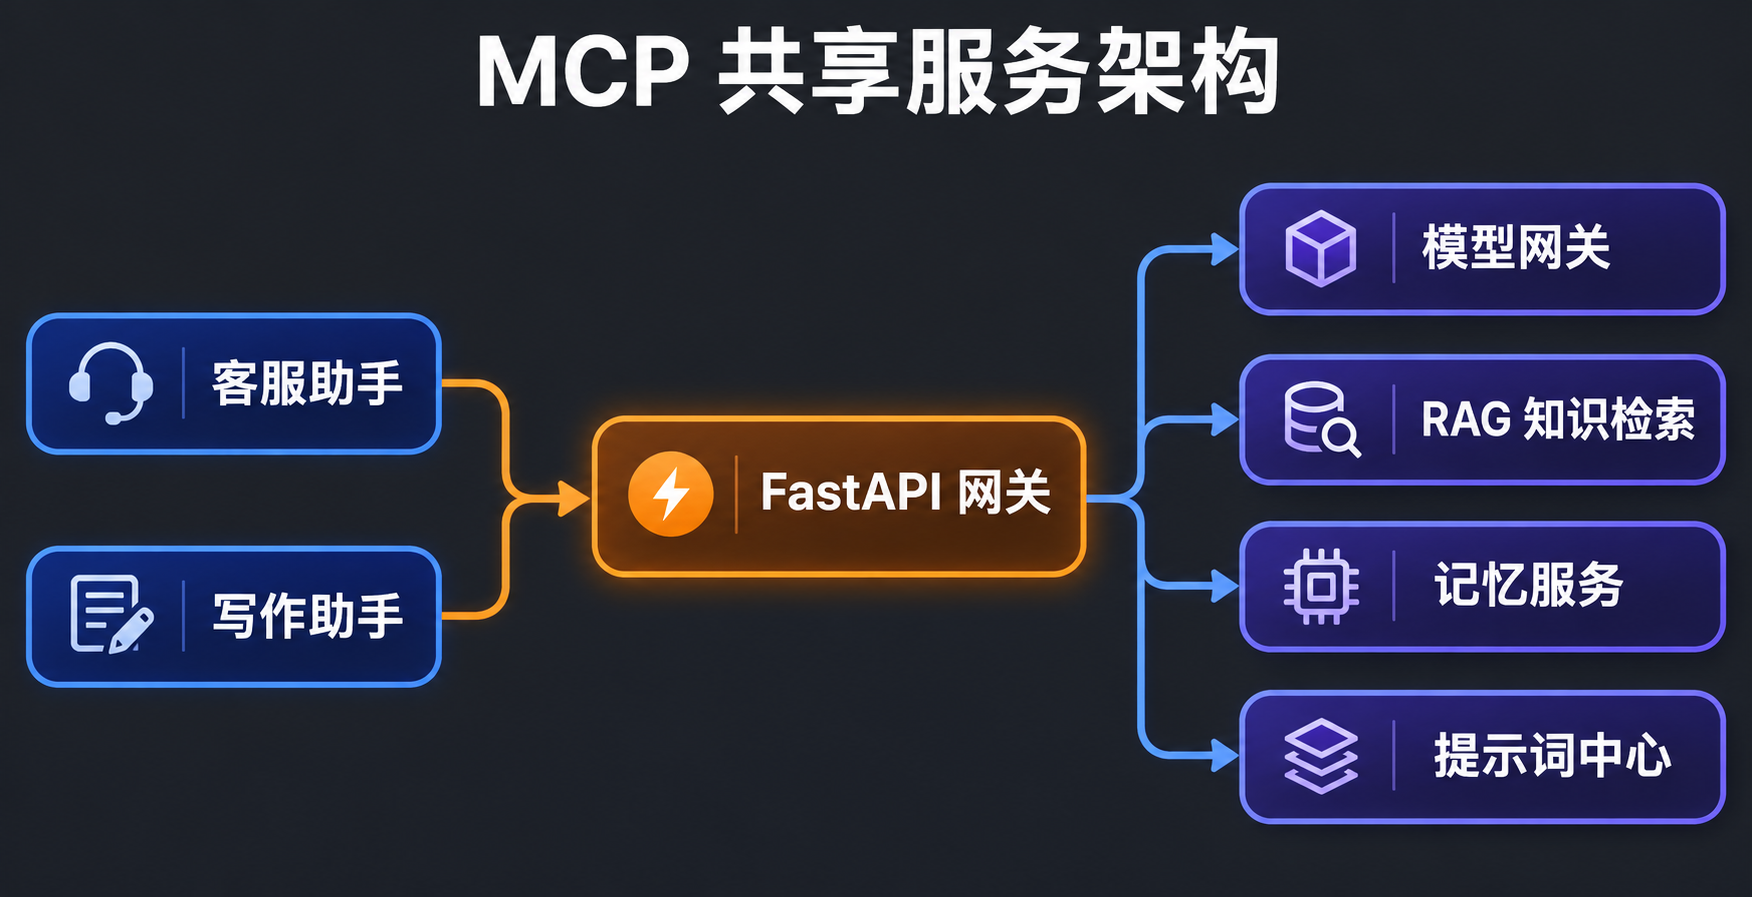 MCP 共享服务架构
客服助手
写作助手
FastAPI 网关
模型网关
RAG 知识检索
记忆服务
提示词中心